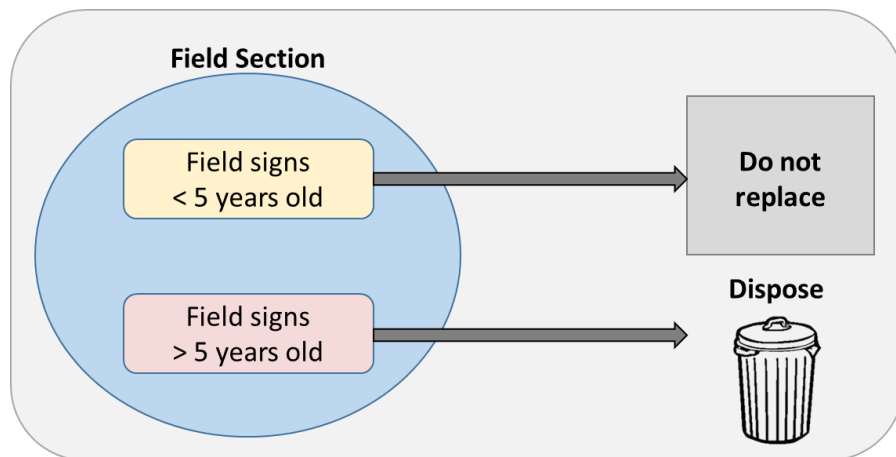 Field Section
Field signs
< 5 years old
Do not
replace
Field signs
> 5 years old
Dispose